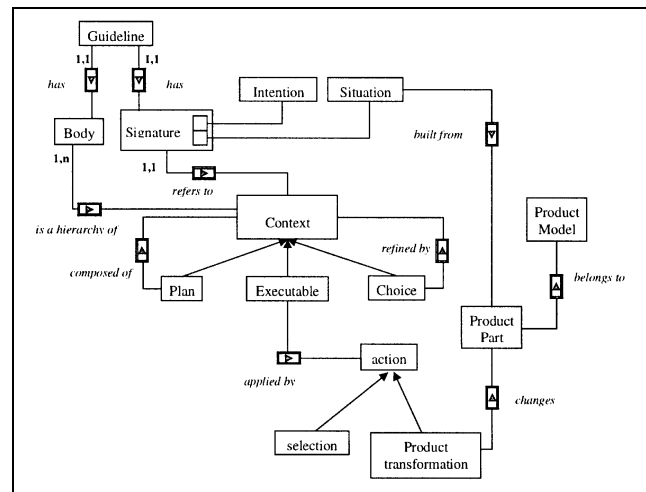 Guideline
1,1
1,1
has
has
Intention
Situation
Body
Signature
built from
1,n
1,1
refers to
is a hierarchy of
Context
Product
Model
composed of
refined by
Plan
Executable
Choice
belongs to
Product
Part
applied by
action
changes
selection
Product
transformation